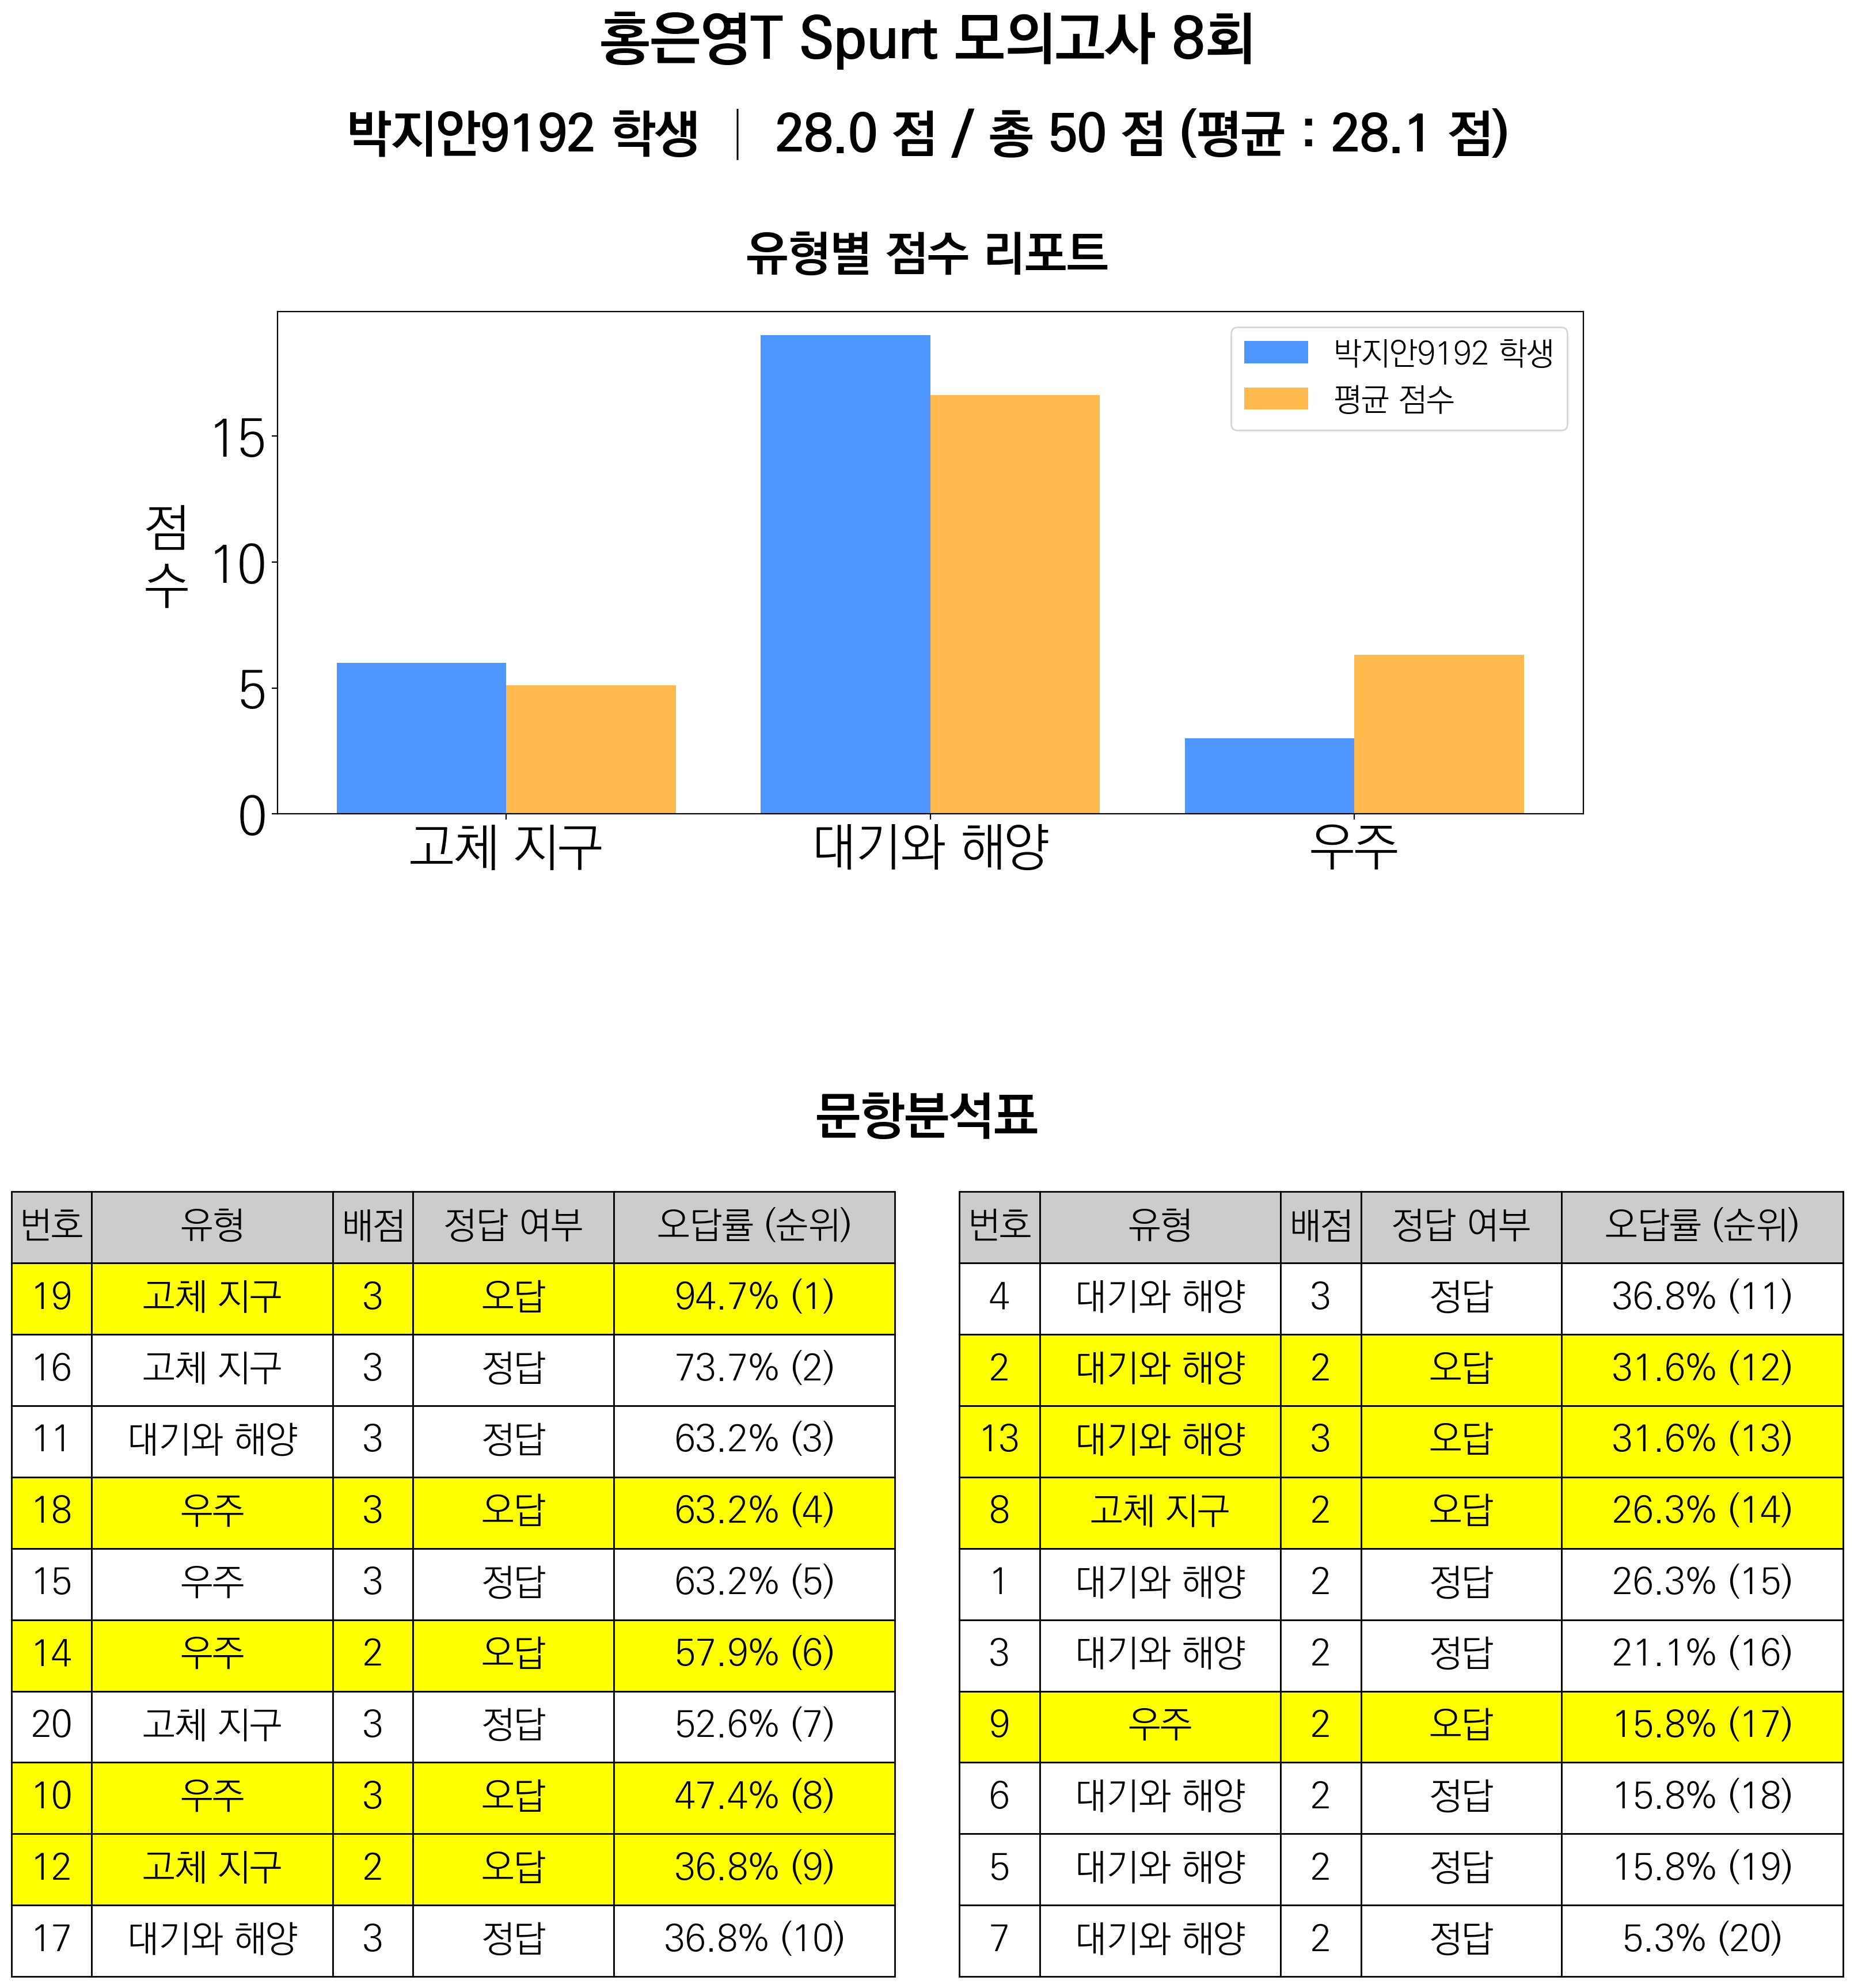 홍은영T Spurt 모의고사 8회
박지안9192 학생 │ 28.0 점 / 총 50 점 (평균 : 28.1 점)
유형별 점수 리포트
박지안9192 학생
평균 점수
점수
15
10
5
0
고체 지구 대기와 해양 우주
문항분석표
번호 유형 배점 정답 여부 오답률 (순위)
19 고체 지구 3 오답 94.7% (1)
16 고체 지구 3 정답 73.7% (2)
11 대기와 해양 3 정답 63.2% (3)
18 우주 3 오답 63.2% (4)
15 우주 3 정답 63.2% (5)
14 우주 2 오답 57.9% (6)
20 고체 지구 3 정답 52.6% (7)
10 우주 3 오답 47.4% (8)
12 고체 지구 2 오답 36.8% (9)
17 대기와 해양 3 정답 36.8% (10)
번호 유형 배점 정답 여부 오답률 (순위)
4 대기와 해양 3 정답 36.8% (11)
2 대기와 해양 2 오답 31.6% (12)
13 대기와 해양 3 오답 31.6% (13)
8 고체 지구 2 오답 26.3% (14)
1 대기와 해양 2 정답 26.3% (15)
3 대기와 해양 2 정답 21.1% (16)
9 우주 2 오답 15.8% (17)
6 대기와 해양 2 정답 15.8% (18)
5 대기와 해양 2 정답 15.8% (19)
7 대기와 해양 2 정답 5.3% (20)